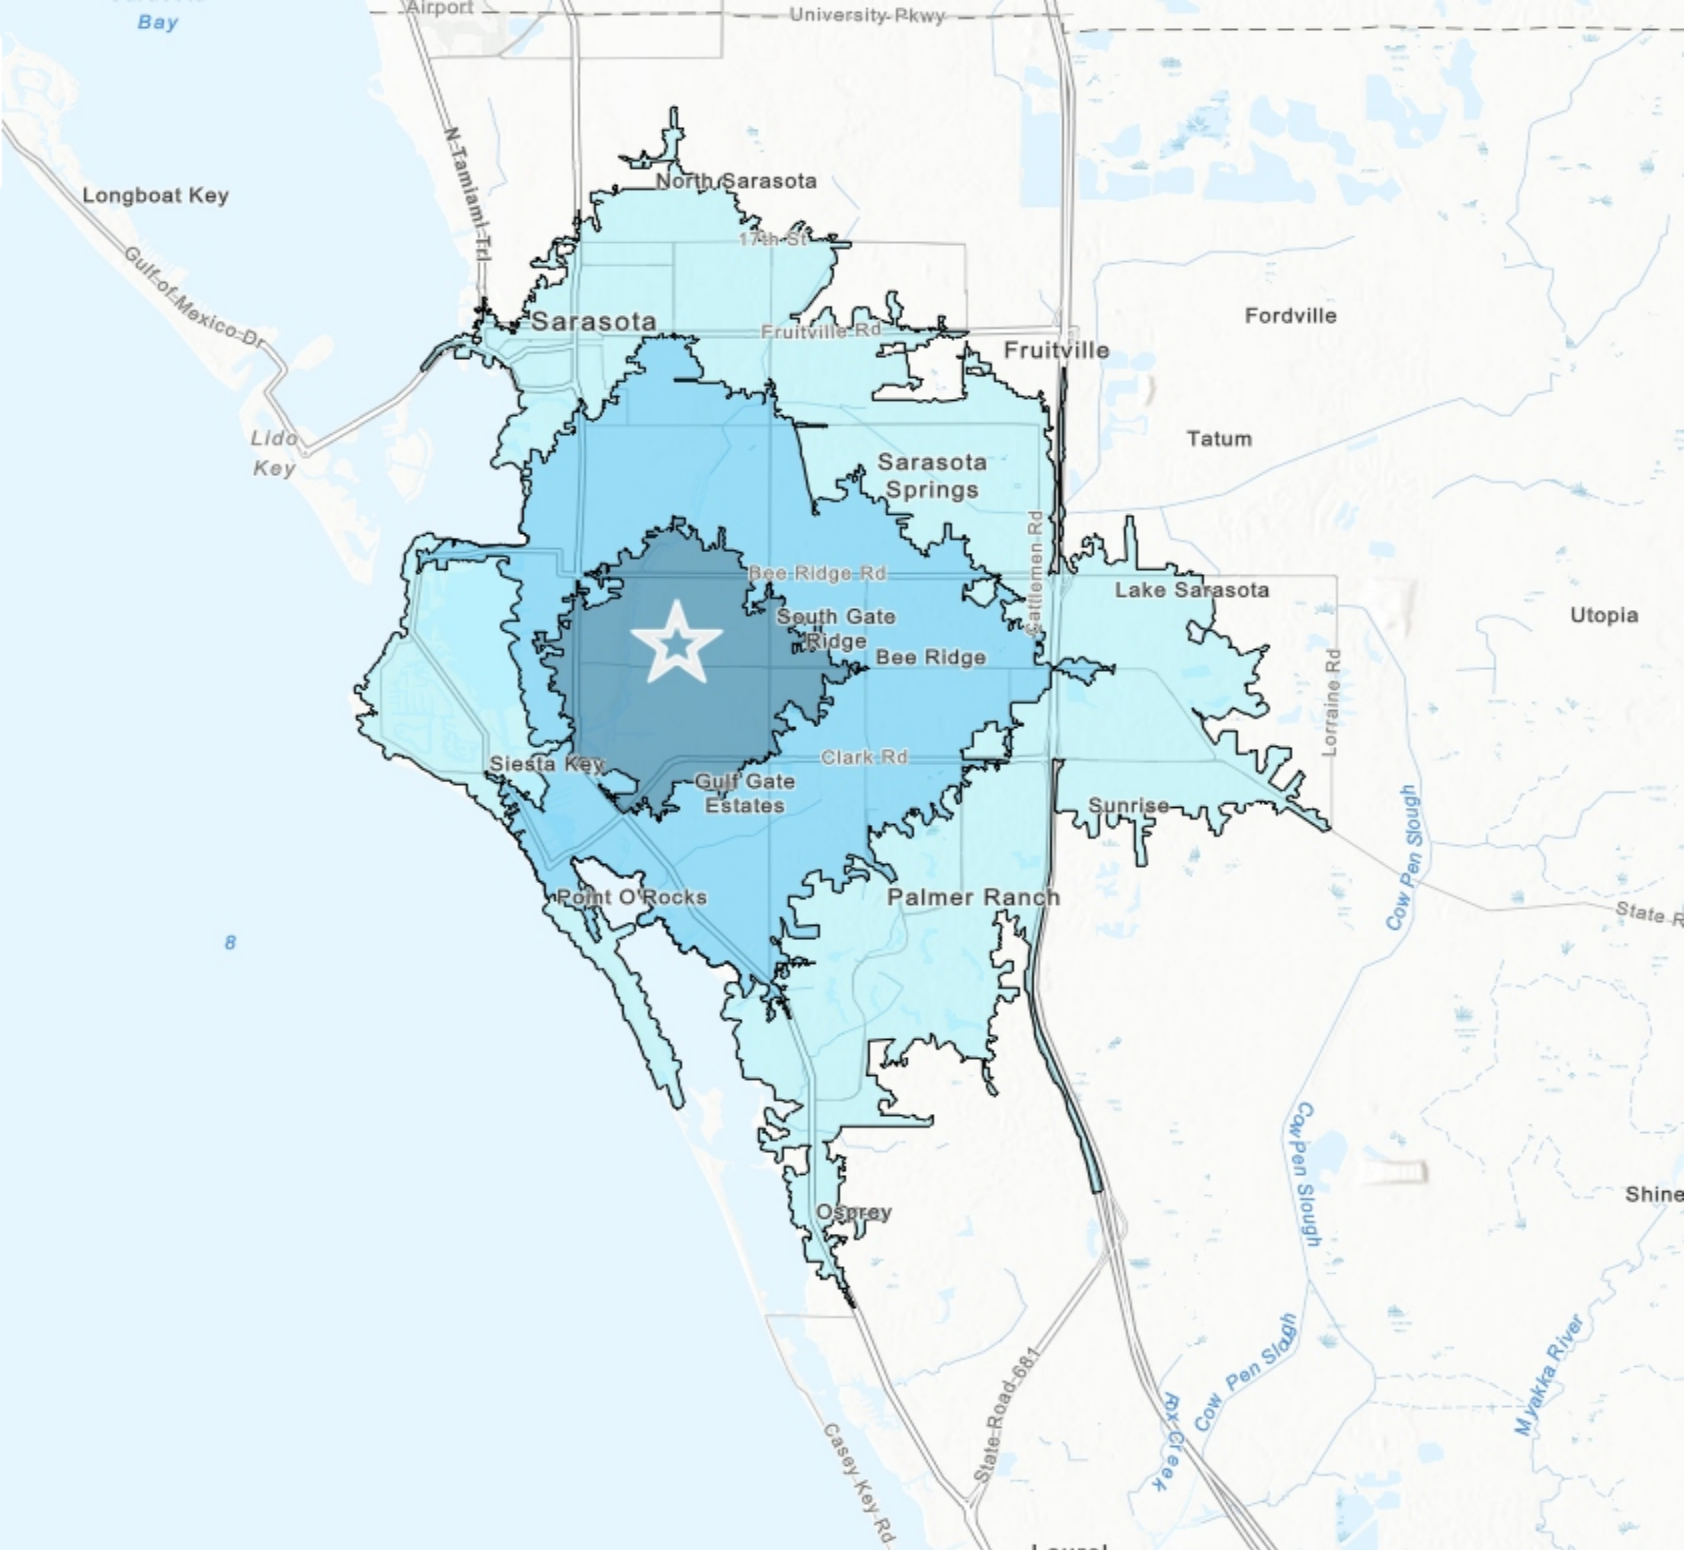 Airport
University Pkwy
Bay
N Tamiami Trl
Longboat Key
North Sarasota
17th St
Gulf of Mexico Dr
Sarasota
Fruitville Rd
Fordville
Fruitville
Lido
Key
Tatum
Sarasota
Springs
Cattlemen Rd
Bee Ridge Rd
Lake Sarasota
South Gate
Ridge
Utopia
Bee Ridge
Lorraine Rd
Siesta Key
Clark Rd
Gulf Gate
Estates
Sunrise
Cow Pen Slough
Point O'Rocks
Palmer Ranch
State R
8
Cow Pen Slough
Osprey
Shine
State Road 681
Cow Pen Slough
Myakka River
Fox Creek
Casey Key Rd
Laurel